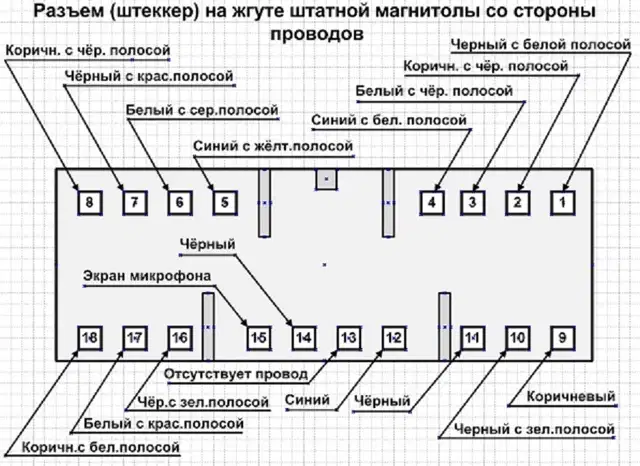 Разъем (штеккер) на жгуте штатной магнитолы со стороны
проводов
Коричн. с чёр. полосой
Черный с белой полосой
Чёрный с крас.полосой
Коричн. с чёр. полосой
Белый с чёр. полосой
Белый с сер.полосой
Синий с бел. полосой
Синий с жёлт.полосой
8 7 6 5 4 3 2 1
Чёрный
Экран микрофона
18 17 16 15 14 13 12 11 10 9
Отсутствует провод
Чёр.с зел.полосой
Синий
Чёрный
Коричневый
Белый с крас.полосой
Черный с зел.полосой
Коричн.с бел.полосой